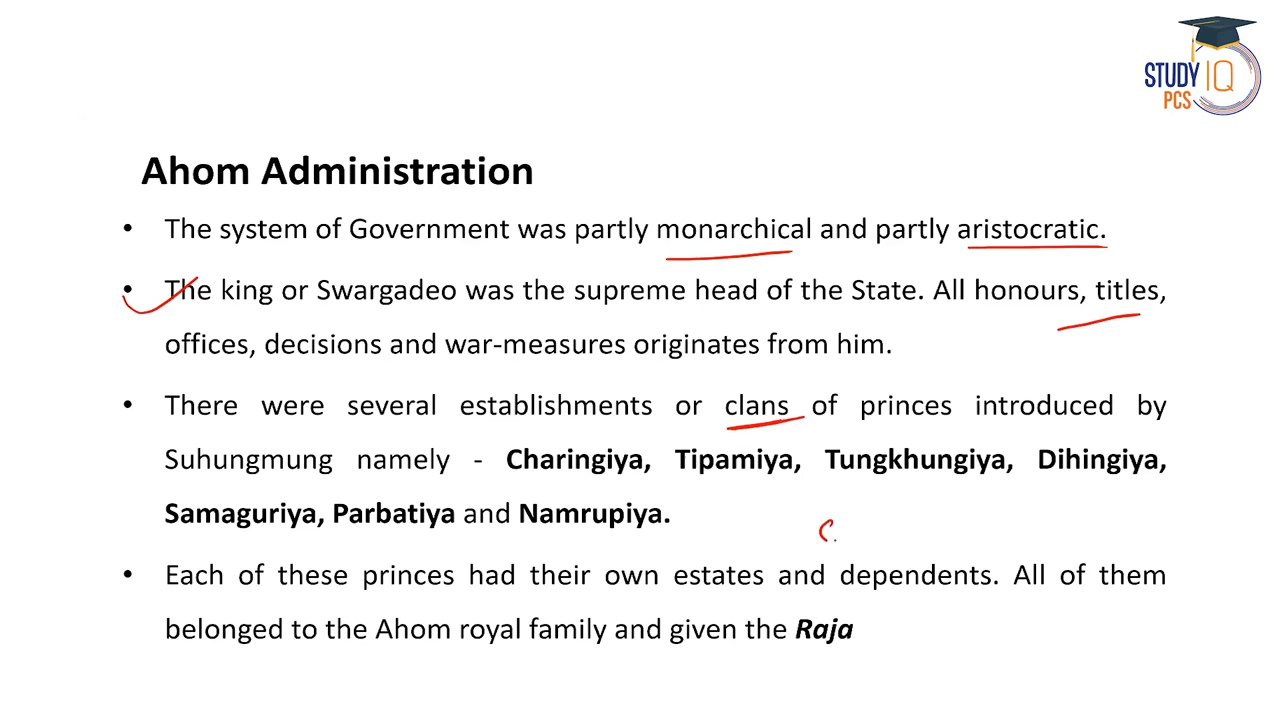 STUDY IQ
PCS
Ahom Administration
• The system of Government was partly monarchical and partly aristocratic.
• The king or Swargadeo was the supreme head of the State. All honours, titles,
offices, decisions and war-measures originates from him.
• There were several establishments or clans of princes introduced by
Suhungmung namely - Charingiya, Tipamiya, Tungkhungiya, Dihingiya,
Samaguriya, Parbatiya and Namrupiya.
• Each of these princes had their own estates and dependents. All of them
belonged to the Ahom royal family and given the Raja